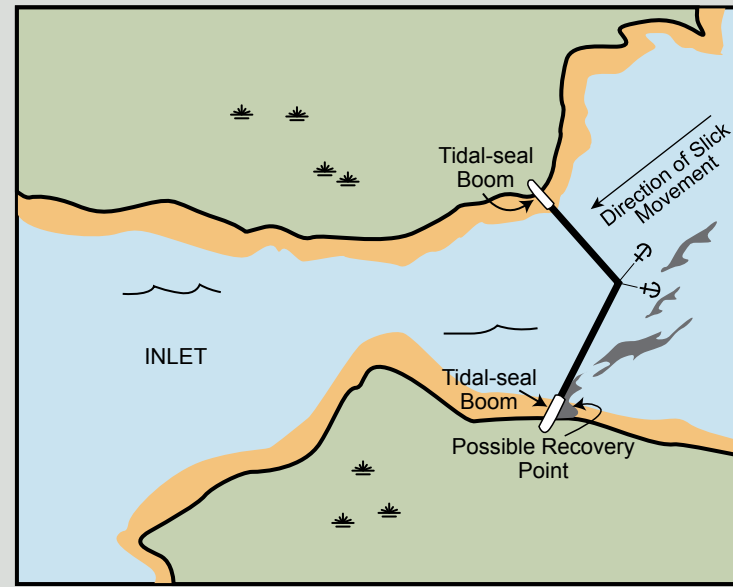 Tidal-seal
Boom
Direction of Slick
Movement
INLET
Tidal-seal
Boom
Possible Recovery
Point